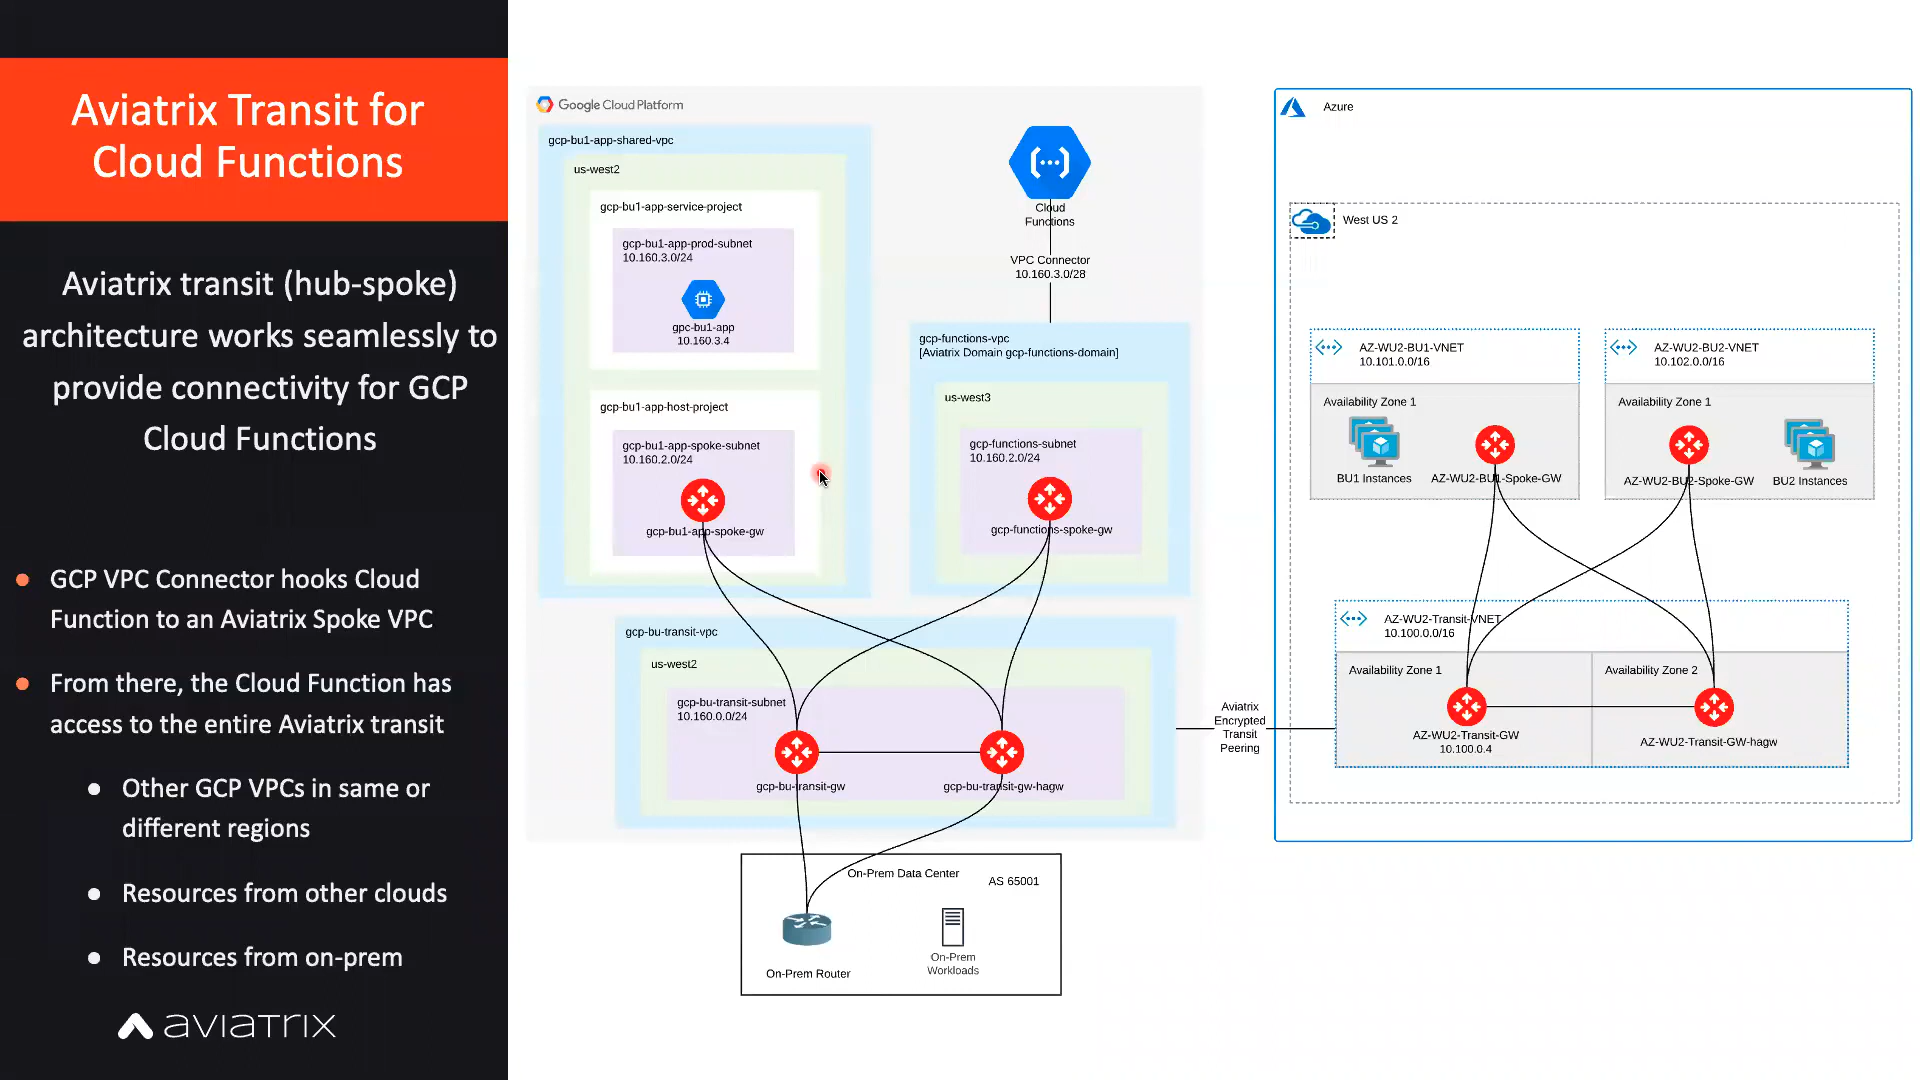 Aviatrix Transit for
Cloud Functions
Aviatrix transit (hub-spoke)
architecture works seamlessly to
provide connectivity for GCP
Cloud Functions
GCP VPC Connector hooks Cloud
Function to an Aviatrix Spoke VPC
From there, the Cloud Function has
access to the entire Aviatrix transit
Other GCP VPCs in same or
different regions
Resources from other clouds
Resources from on-prem
aviatrix
Google Cloud Platform
gcp-bu1-app-shared-vpc
us-west2
gcp-bu1-app-service-project
gcp-bu1-app-prod-subnet
10.160.3.0/24
gpc-bu1-app
10.160.3.4
gcp-bu1-app-host-project
gcp-bu1-app-spoke-subnet
10.160.2.0/24
gcp-bu1-app-spoke-gw
Cloud
Functions
VPC Connector
10.160.3.0/28
gcp-functions-vpc
[Aviatrix Domain gcp-functions-domain]
us-west3
gcp-functions-subnet
10.160.2.0/24
gcp-functions-spoke-gw
gcp-bu-transit-vpc
us-west2
gcp-bu-transit-subnet
10.160.0.0/24
gcp-bu-transit-gw
gcp-bu-transit-gw-hagw
On-Prem Data Center
AS 65001
On-Prem Router
On-Prem
Workloads
Aviatrix
Encrypted
Transit
Peering
Azure
West US 2
AZ-WU2-BU1-VNET
10.101.0.0/16
Availability Zone 1
BU1 Instances
AZ-WU2-BU1-Spoke-GW
AZ-WU2-BU2-VNET
10.102.0.0/16
Availability Zone 1
AZ-WU2-BU2-Spoke-GW
BU2 Instances
AZ-WU2-Transit-VNET
10.100.0.0/16
Availability Zone 1
Availability Zone 2
AZ-WU2-Transit-GW
10.100.0.4
AZ-WU2-Transit-GW-hagw